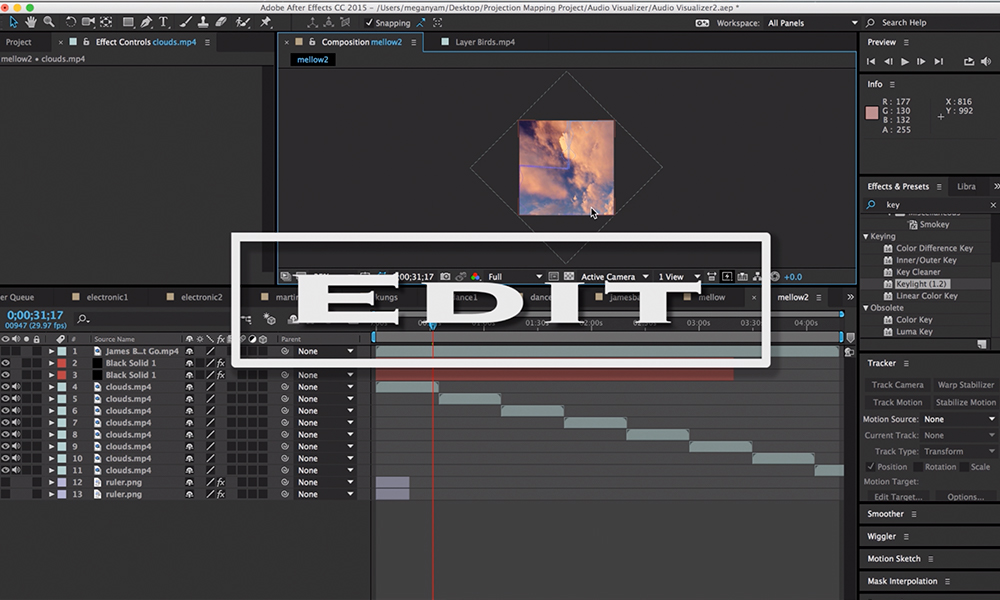 Adobe After Effects CC 2015 - /Users/meganyam/Desktop/Projection Mapping Project/Audio Visualizer/Audio Visualizer2.aep *
Snapping
Workspace: All Panels
Search Help
Project
Effect Controls clouds.mp4
Composition mellow2
Layer Birds.mp4
Preview
mellow2 • clouds.mp4
mellow2
Info
R : 177
G : 130
B : 132
A : 255
X : 816
Y : 992
Effects & Presets
Libra
key
Smokey
Keying
Color Difference Key
Inner/Outer Key
Key Cleaner
Keylight (1.2)
Linear Color Key
Obsolete
Color Key
Luma Key
00;31;17
Full
Active Camera
1 View
+0.0
EDIT
er Queue
electronic1
electronic2
martin
kungs
dance1
dance
jamesba
mellow
mellow2
0;00;31;17
00947 (29.97 fps)
1:00s
01:30s
02:00s
03:00s
04:00s
# Source Name
Parent
1 James B...t Go.mp4 None
2 Black Solid 1
3 Black Solid 1 None
4 clouds.mp4 None
5 clouds.mp4 None
6 clouds.mp4 None
7 clouds.mp4 None
8 clouds.mp4 None
9 clouds.mp4 None
10 clouds.mp4 None
11 clouds.mp4 None
12 ruler.png None
13 ruler.png None
Tracker
Track Camera
Warp Stabilizer
Track Motion
Stabilize Motion
Motion Source: None
Current Track: None
Track Type: Transform
Position Rotation Scale
Motion Target:
Edit Target...
Options...
Smoother
Wiggler
Motion Sketch
Mask Interpolation